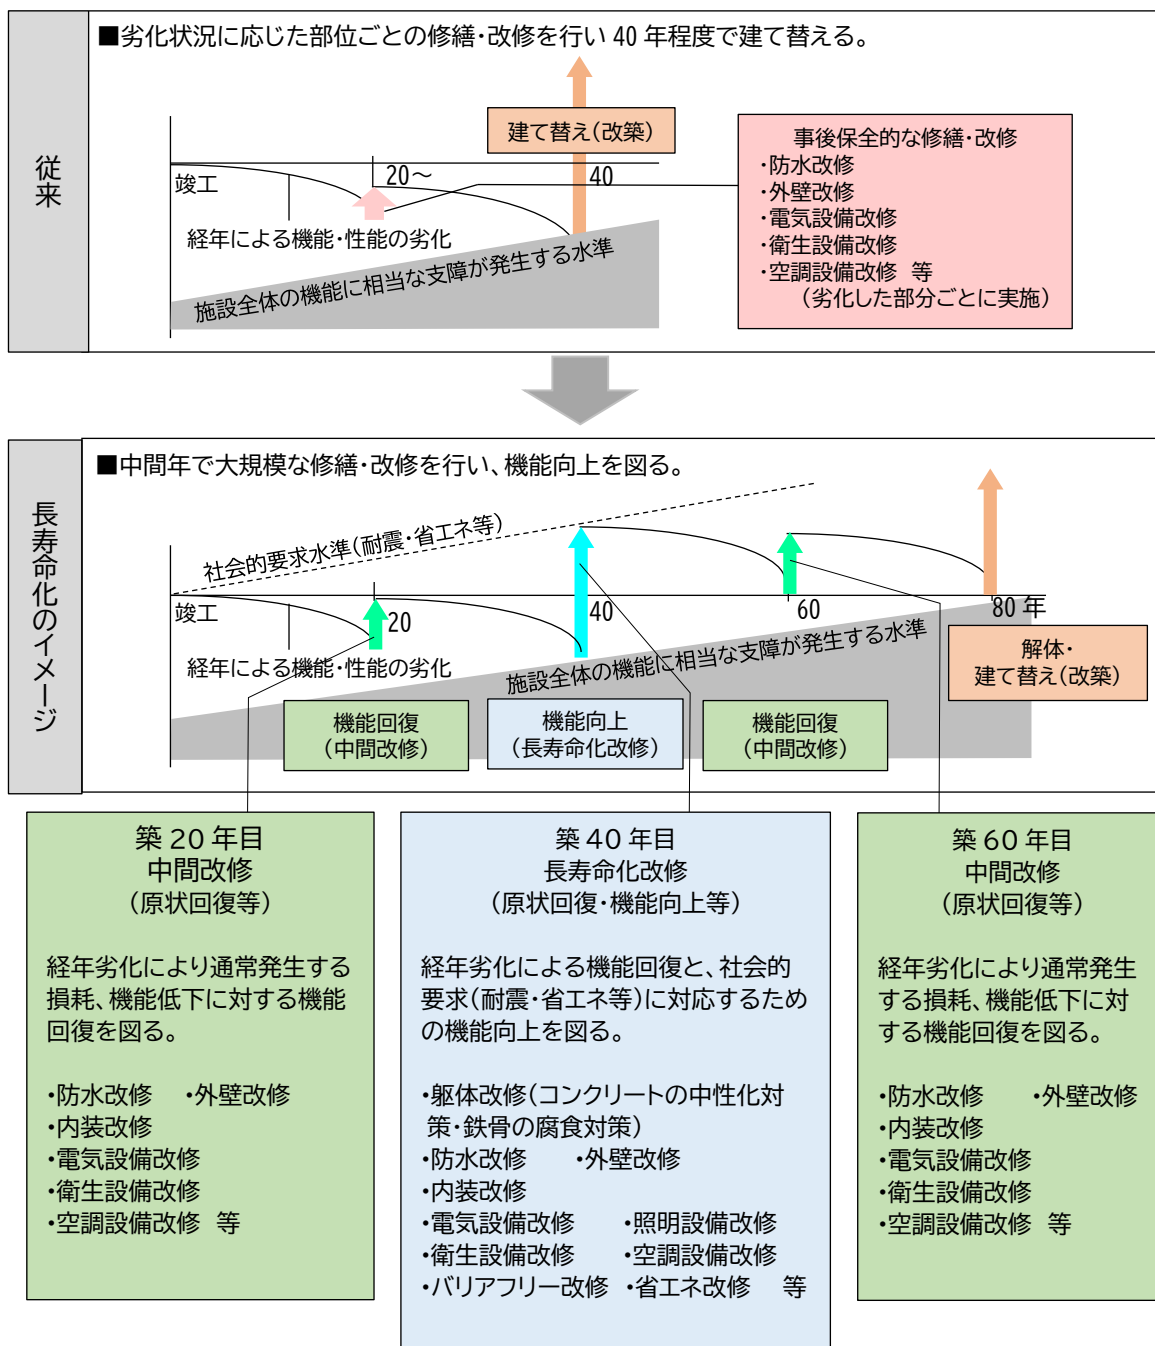 従来
■劣化状況に応じた部位ごとの修繕・改修を行い 40 年程度で建て替える。
建て替え(改築)
竣工
20～
40
経年による機能・性能の劣化
施設全体の機能に相当な支障が発生する水準
事後保全的な修繕・改修
・防水改修
・外壁改修
・電気設備改修
・衛生設備改修
・空調設備改修 等
(劣化した部分ごとに実施)
長寿命化のイメージ
■中間年で大規模な修繕・改修を行い、機能向上を図る。
社会的要求水準(耐震・省エネ等)
竣工
20
40
60
80 年
経年による機能・性能の劣化
施設全体の機能に相当な支障が発生する水準
解体・
建て替え(改築)
機能回復
(中間改修)
機能向上
(長寿命化改修)
機能回復
(中間改修)
築 20 年目
中間改修
(原状回復等)
経年劣化により通常発生する
損耗、機能低下に対する機能
回復を図る。
・防水改修 ・外壁改修
・内装改修
・電気設備改修
・衛生設備改修
・空調設備改修 等
築 40 年目
長寿命化改修
(原状回復・機能向上等)
経年劣化による機能回復と、社会的
要求(耐震・省エネ等)に対応するため
の機能向上を図る。
・躯体改修(コンクリートの中性化対
策・鉄骨の腐食対策)
・防水改修 ・外壁改修
・内装改修
・電気設備改修 ・照明設備改修
・衛生設備改修 ・空調設備改修
・バリアフリー改修 ・省エネ改修 等
築 60 年目
中間改修
(原状回復等)
経年劣化により通常発生
する損耗、機能低下に対
する機能回復を図る。
・防水改修 ・外壁改修
・内装改修
・電気設備改修
・衛生設備改修
・空調設備改修 等